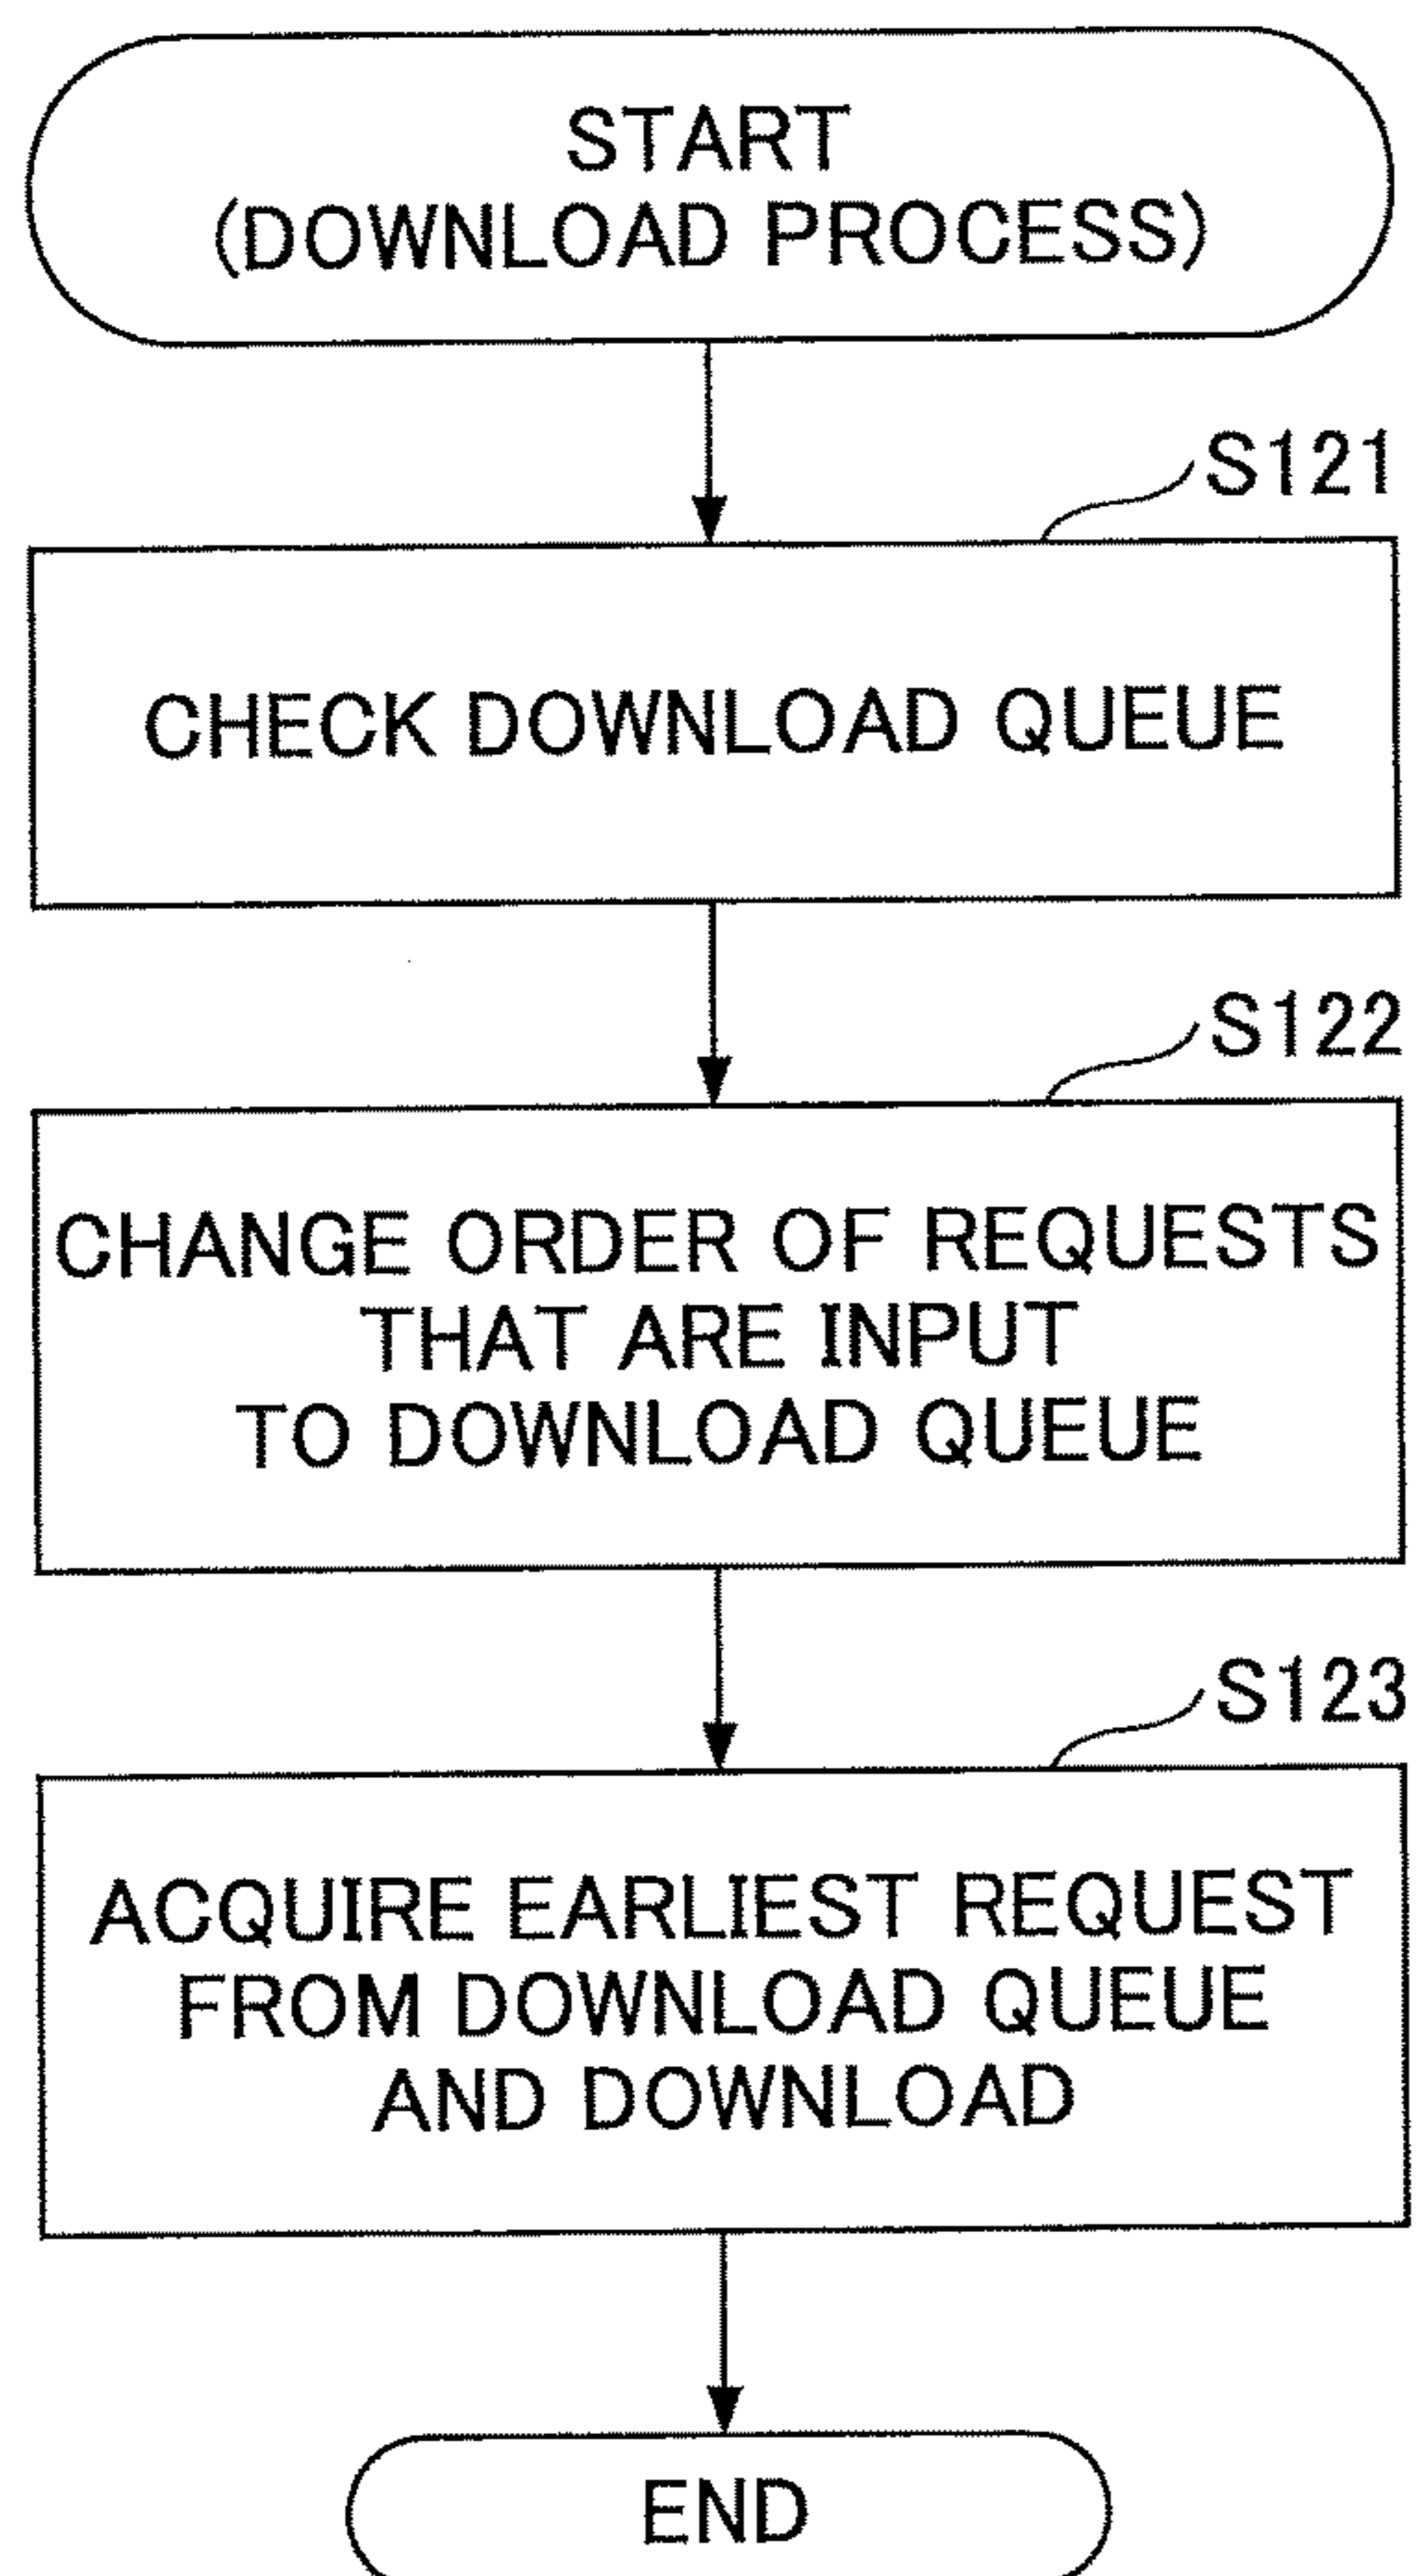 START
(DOWNLOAD PROCESS)
S121
CHECK DOWNLOAD QUEUE
S122
CHANGE ORDER OF REQUESTS
THAT ARE INPUT
TO DOWNLOAD QUEUE
S123
ACQUIRE EARLIEST REQUEST
FROM DOWNLOAD QUEUE
AND DOWNLOAD
END